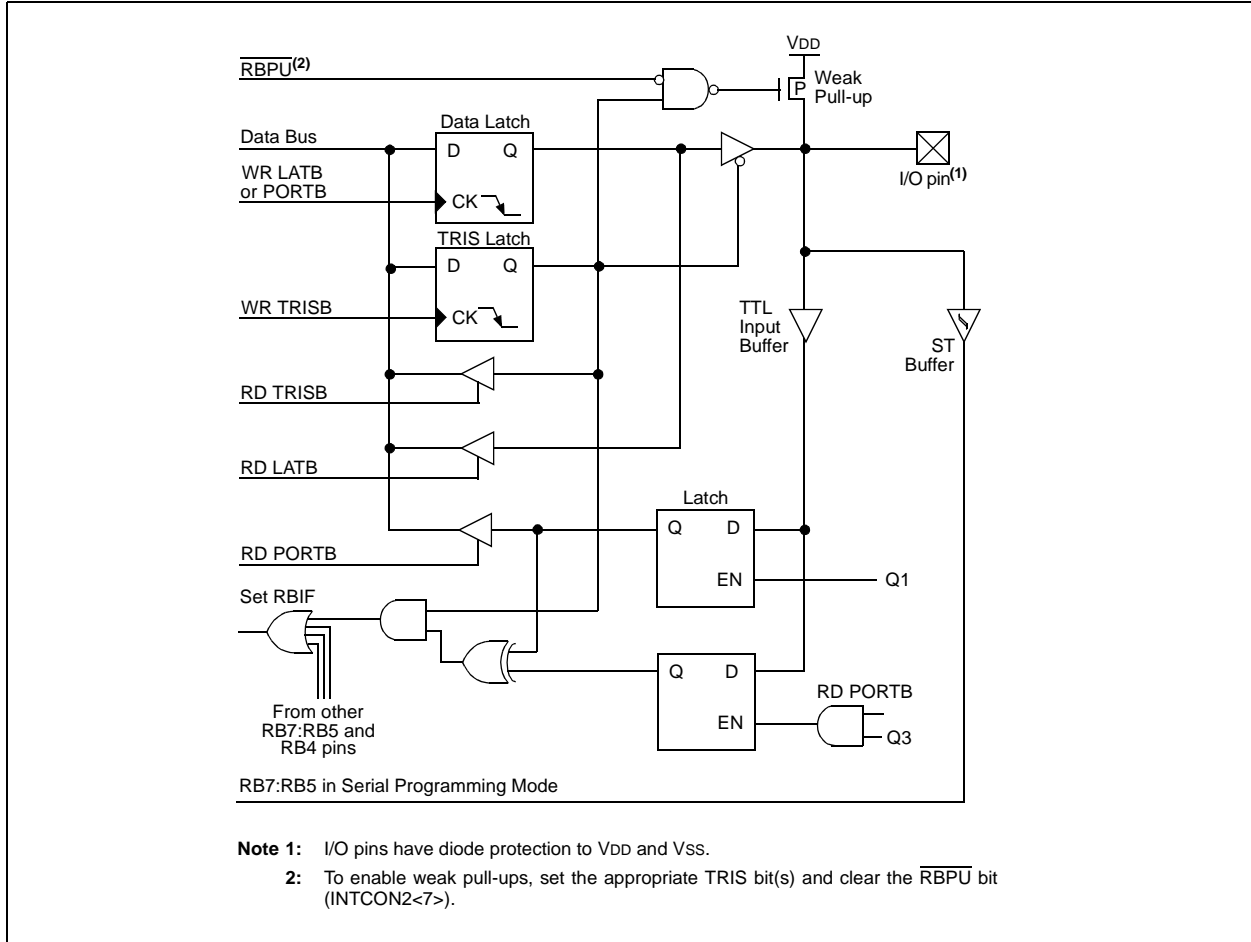 VDD
RBPU(2)
Weak
Pull-up
P
Data Latch
Data Bus
D Q
WR LATB
or PORTB
I/O pin(1)
CK
TRIS Latch
D Q
WR TRISB
CK
TTL
Input
Buffer
ST
Buffer
RD TRISB
RD LATB
Latch
Q D
RD PORTB
EN
Q1
Set RBIF
Q D
RD PORTB
EN
Q3
From other
RB7:RB5 and
RB4 pins
RB7:RB5 in Serial Programming Mode
Note 1: I/O pins have diode protection to VDD and VSS.
2: To enable weak pull-ups, set the appropriate TRIS bit(s) and clear the RBPU bit
(INTCON2<7>).